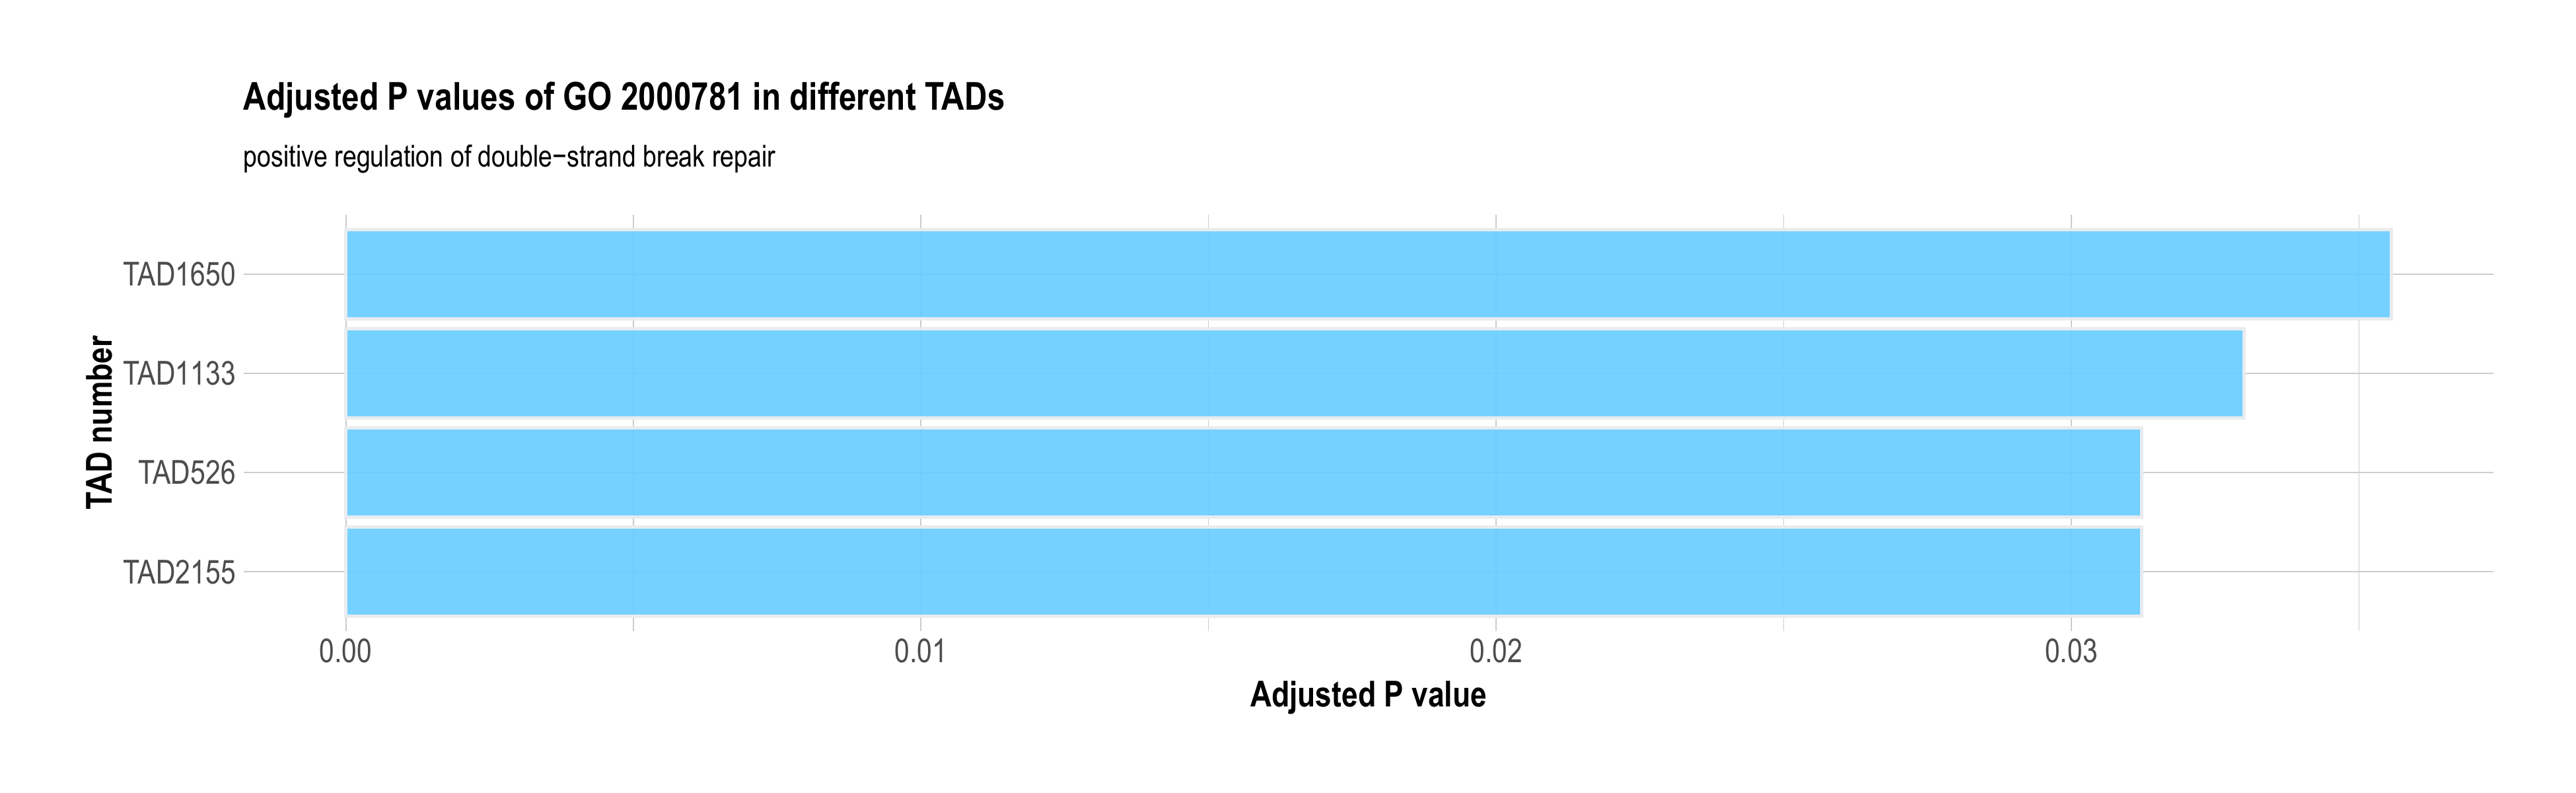 Adjusted P values of GO 2000781 in different TADs
positive regulation of double−strand break repair
TAD number
TAD1650
TAD1133
TAD526
TAD2155
0.00 0.01 0.02 0.03
Adjusted P value